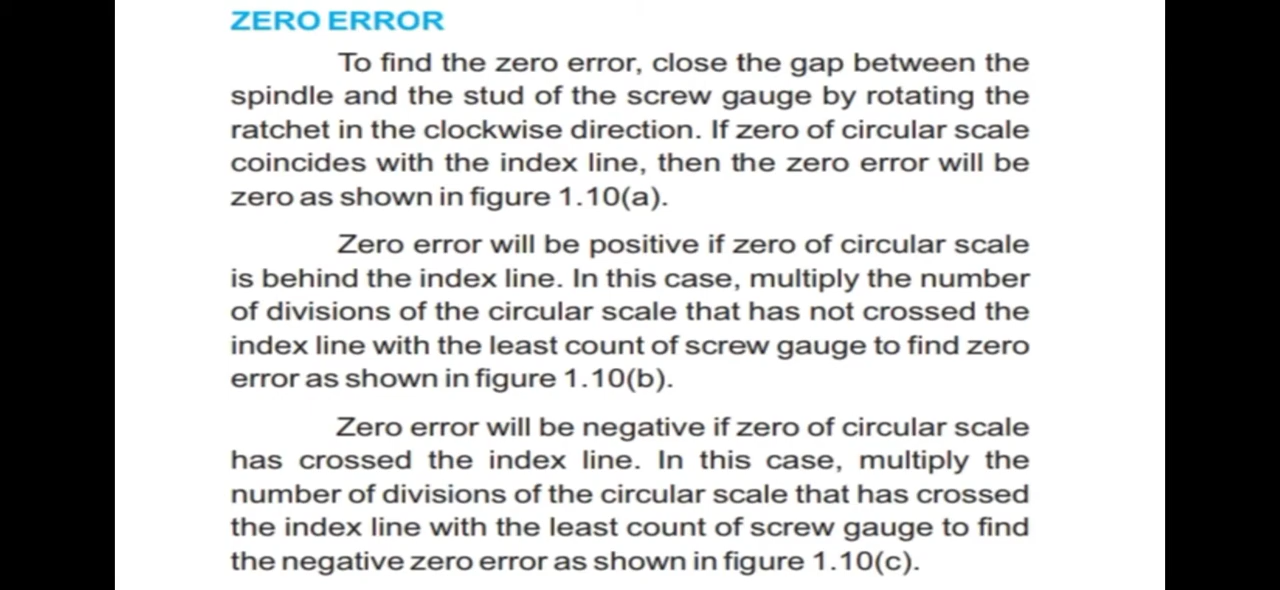 ZERO ERROR
To find the zero error, close the gap between the
spindle and the stud of the screw gauge by rotating the
ratchet in the clockwise direction. If zero of circular scale
coincides with the index line, then the zero error will be
zero as shown in figure 1.10(a).
Zero error will be positive if zero of circular scale
is behind the index line. In this case, multiply the number
of divisions of the circular scale that has not crossed the
index line with the least count of screw gauge to find zero
error as shown in figure 1.10(b).
Zero error will be negative if zero of circular scale
has crossed the index line. In this case, multiply the
number of divisions of the circular scale that has crossed
the index line with the least count of screw gauge to find
the negative zero error as shown in figure 1.10(c).